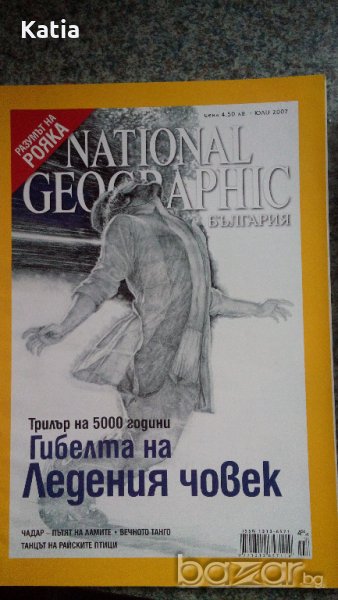 Katia
РАЗУМЪТ НА
РОЯКА
цена 4,50 лв. ЮЛИ 2007
NATIONAL
GEOGRAPHIC
БЪЛГАРИЯ
Трилър на 5000 години
Гибелта на
Ледения човек
ЧАДАР – ПЪТЯТ НА ЛАМИТЕ • ВЕЧНОТО ТАНГО
ТАНЦЪТ НА РАЙСКИТЕ ПТИЦИ
bazar.bg